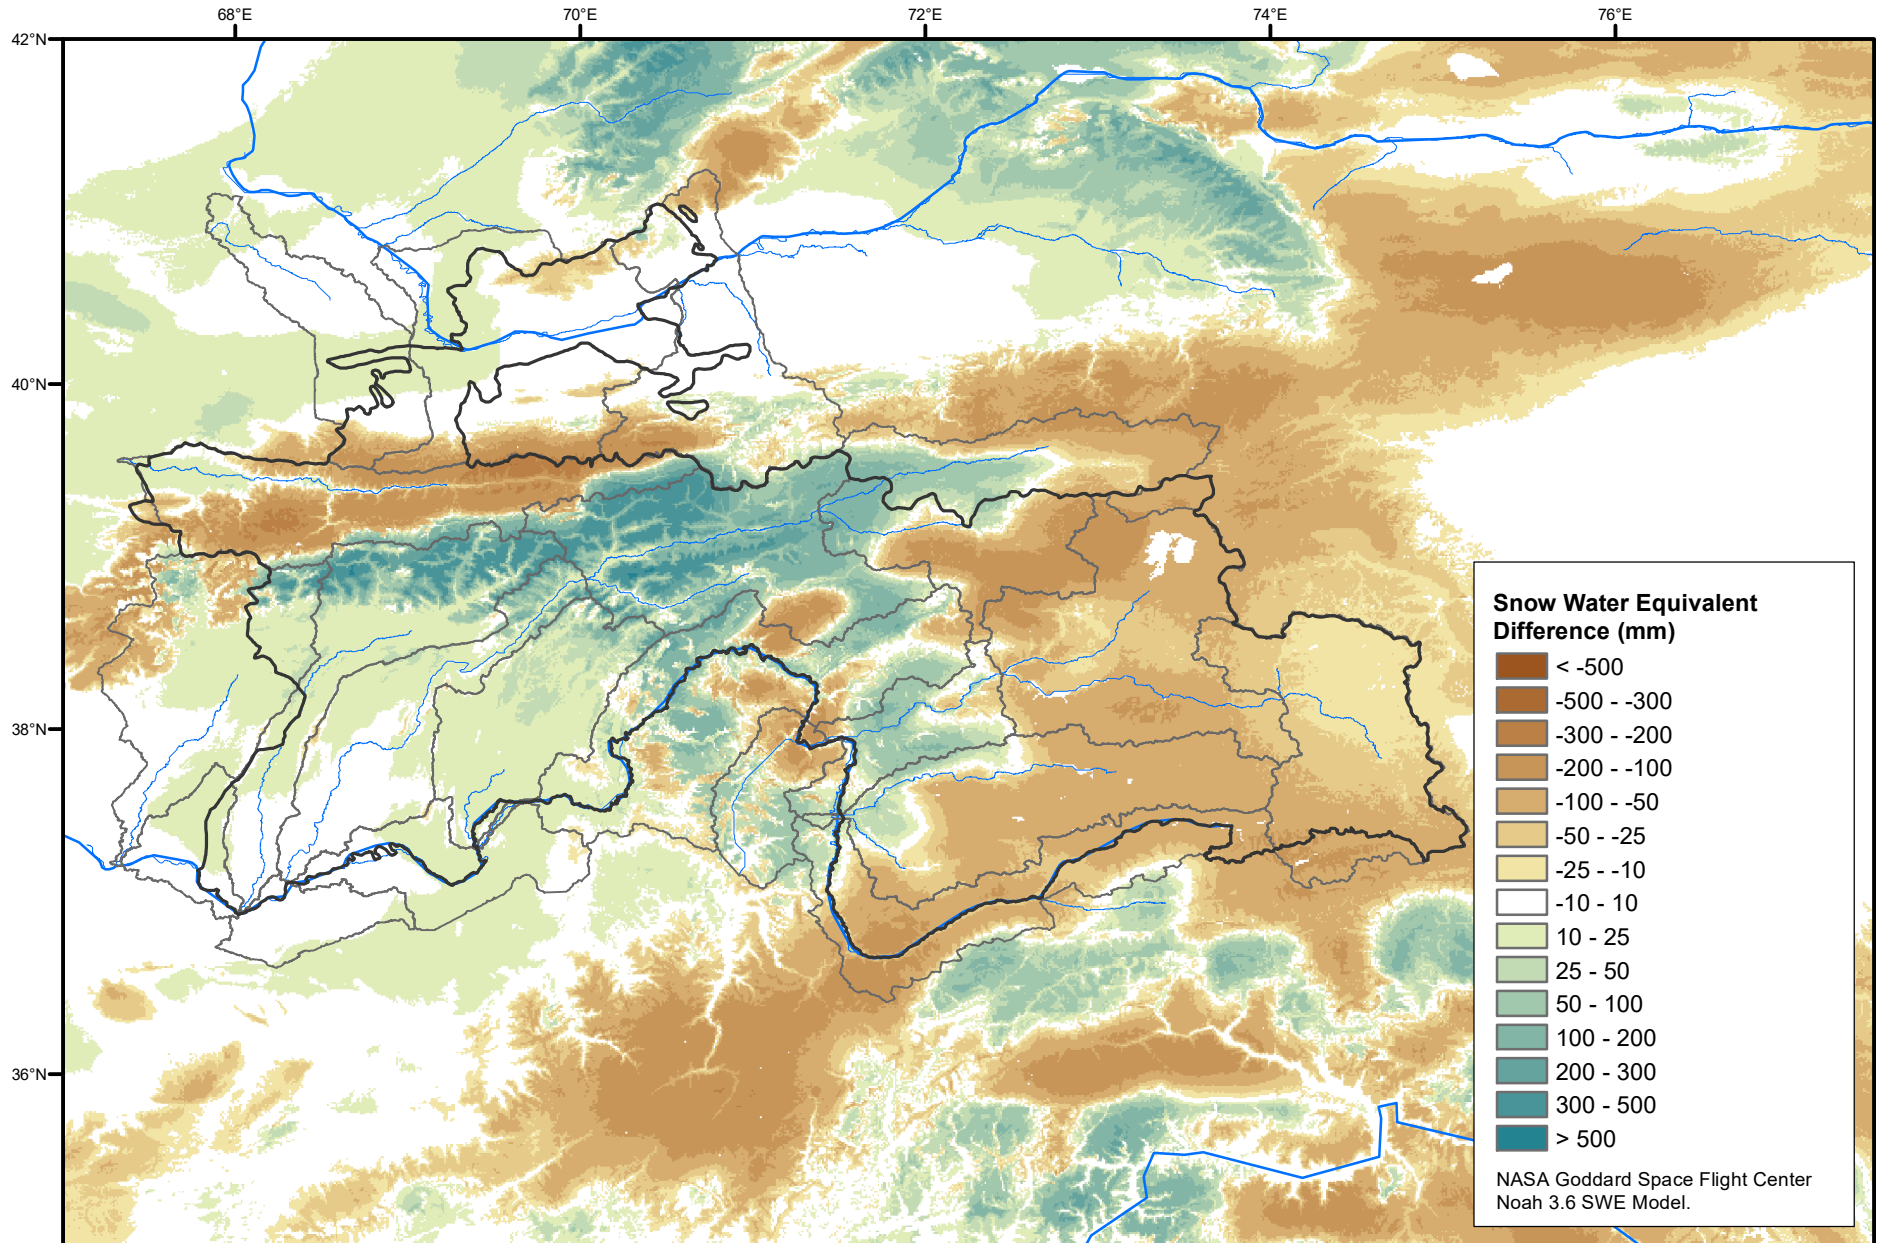 68°E 70°E 72°E 74°E 76°E
42°N
40°N
38°N
36°N
Snow Water Equivalent
Difference (mm)
< -500
-500 - -300
-300 - -200
-200 - -100
-100 - -50
-50 - -25
-25 - -10
-10 - 10
10 - 25
25 - 50
50 - 100
100 - 200
200 - 300
300 - 500
> 500
NASA Goddard Space Flight Center
Noah 3.6 SWE Model.